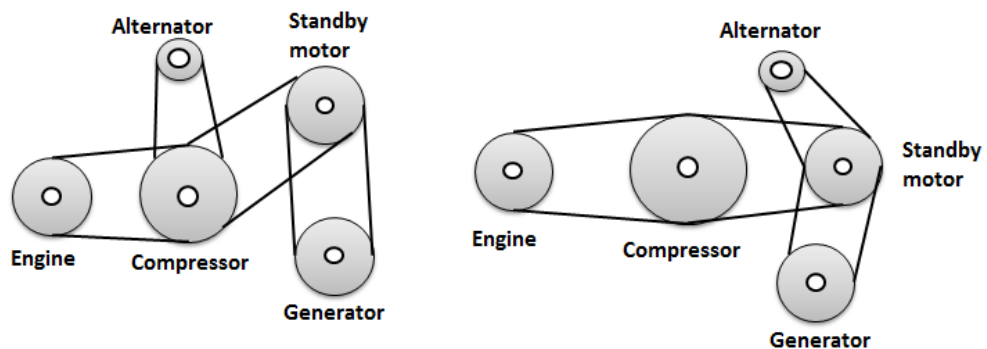 Alternator
Standby
motor
Engine
Compressor
Generator
Alternator
Standby
motor
Engine
Compressor
Generator